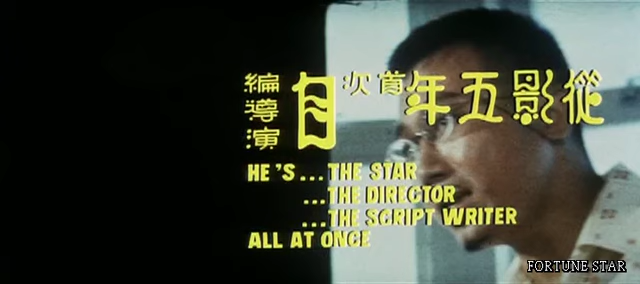 從影五年首次自編導演
HE'S...THE STAR
...THE DIRECTOR
...THE SCRIPT WRITER
ALL AT ONCE
FORTUNE STAR